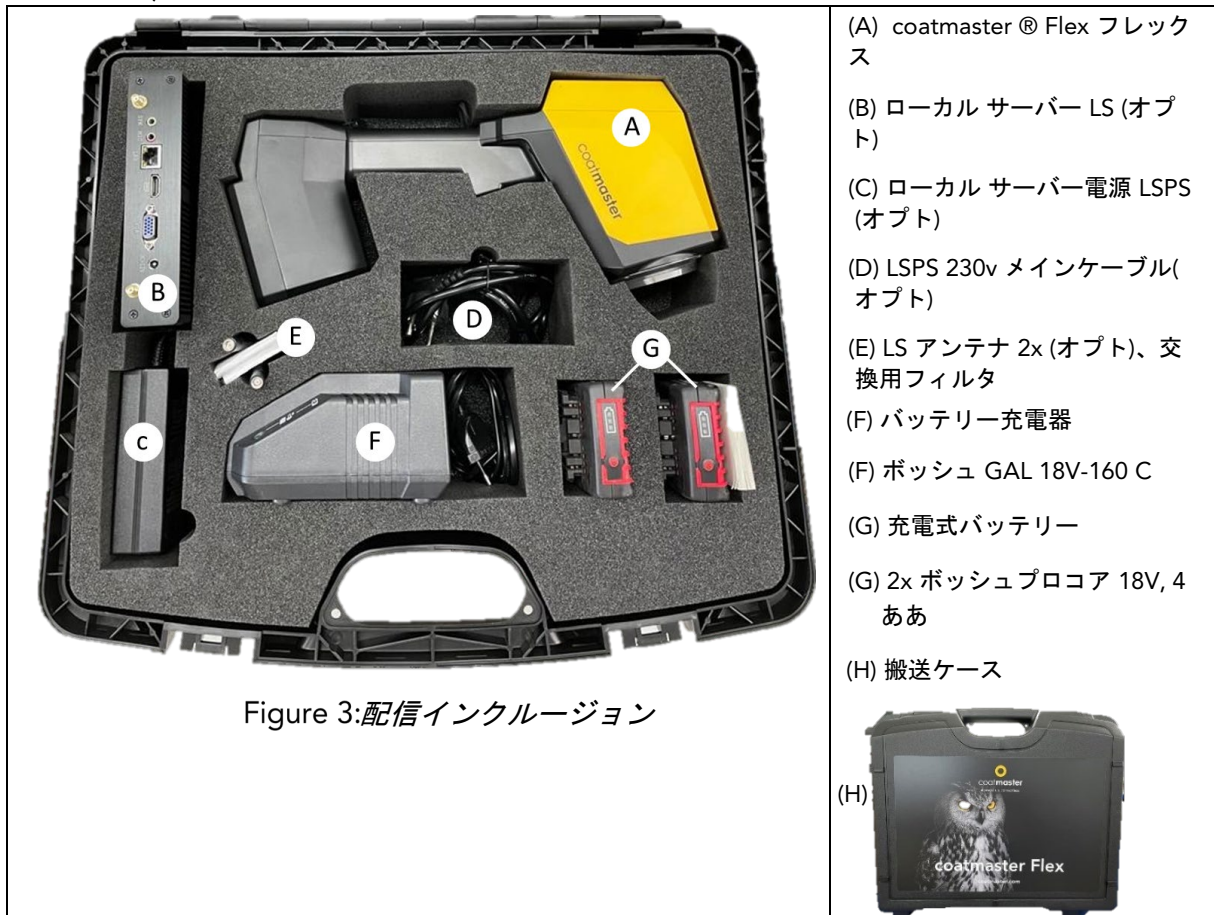 A
coatmaster
B
E
D
G
C
F
Figure 3:配信インクルージョン
(A) coatmaster ® Flex フレック
ス
(B) ローカル サーバー LS (オプ
ト)
(C) ローカル サーバー電源 LSPS
(オプト)
(D) LSPS 230v メインケーブル(
オプト)
(E) LS アンテナ 2x (オプト)、交
換用フィルタ
(F) バッテリー充電器
(F) ボッシュ GAL 18V-160 C
(G) 充電式バッテリー
(G) 2x ボッシュプロコア 18V, 4
ああ
(H) 搬送ケース
(H)
coatmaster
coatmaster Flex